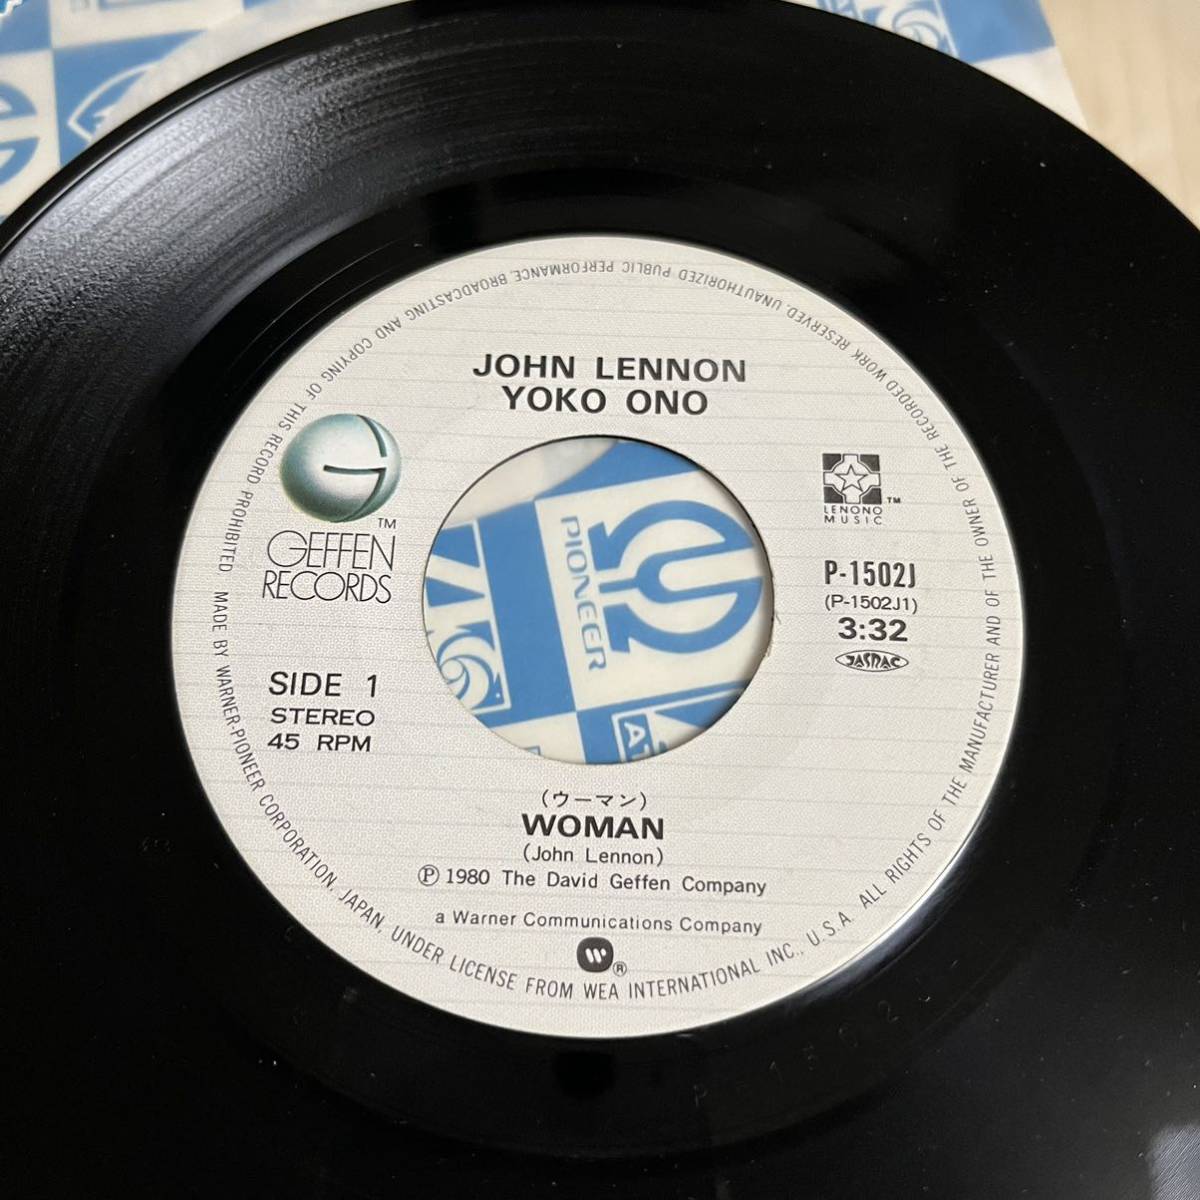 JOHN LENNON
YOKO ONO
TM
GEFFEN
RECORDS
TM
LENONO
MUSIC
P-1502J
(P-1502J1)
3:32
JASRAC
SIDE 1
STEREO
45 RPM
PIONEER
(ウーマン)
WOMAN
(John Lennon)
Ⓟ 1980 The David Geffen Company
a Warner Communications Company
®
MADE BY WARNER-PIONEER CORPORATION, JAPAN, UNDER LICENSE FROM WEA INTERNATIONAL INC., U.S.A. ALL RIGHTS OF THE MANUFACTURER AND OF THE OWNER OF THE RECORDED WORK RESERVED. UNAUTHORIZED PUBLIC PERFORMANCE, BROADCASTING AND COPYING OF THIS RECORD PROHIBITED.